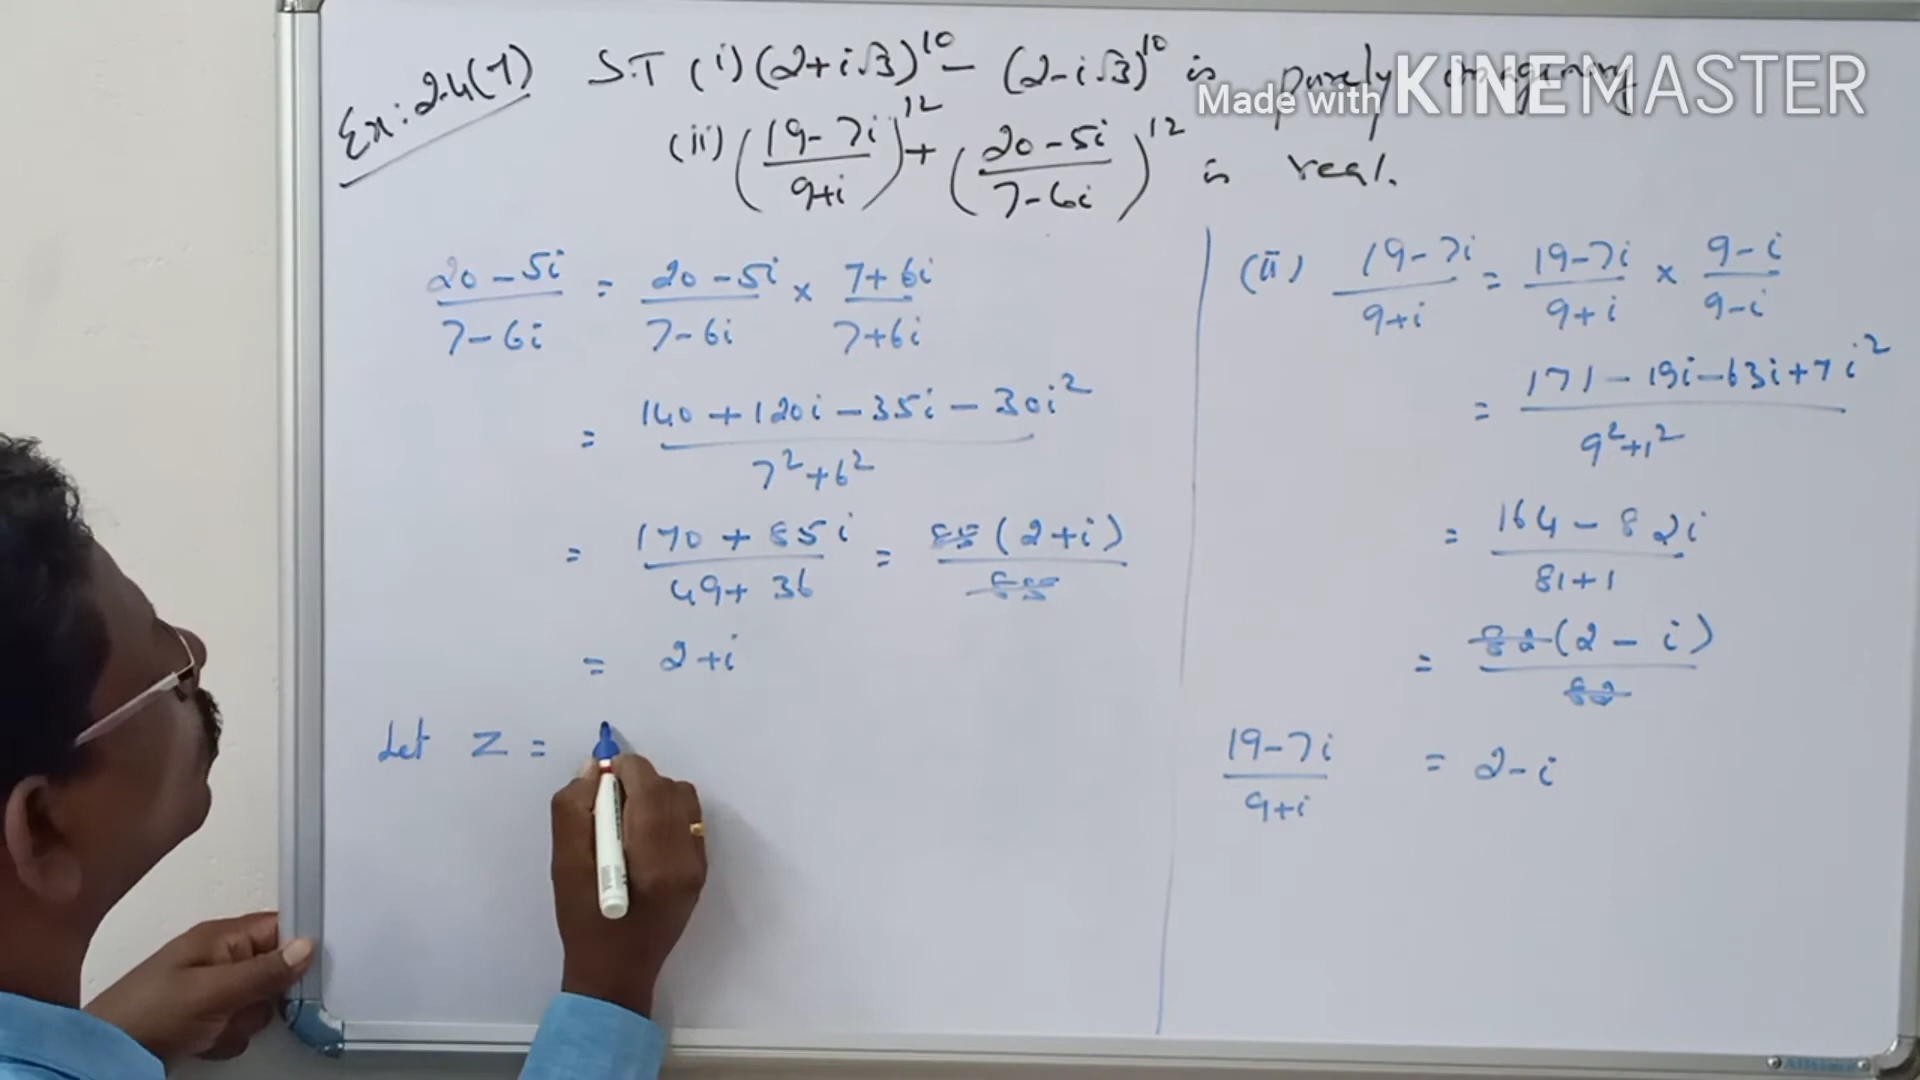 Ex: 2.4(7) S.T (i) (2+i√3)¹⁰ − (2-i√3)¹⁰ is purely imaginary
Made with KINEMASTER
(ii) ((19-7i)/(9+i))¹² + ((20-5i)/(7-6i))¹² is real.
(20-5i)/(7-6i) = (20-5i)/(7-6i) × (7+6i)/(7+6i)
= (140+120i-35i-30i²)/(7²+6²)
= (170+85i)/(49+36) = 85(2+i)/85
= 2+i
Let Z =
(ii) (19-7i)/(9+i) = (19-7i)/(9+i) × (9-i)/(9-i)
= (171-19i-63i+7i²)/(9²+1²)
= (164-82i)/(81+1)
= 82(2-i)/82
(19-7i)/(9+i) = 2-i